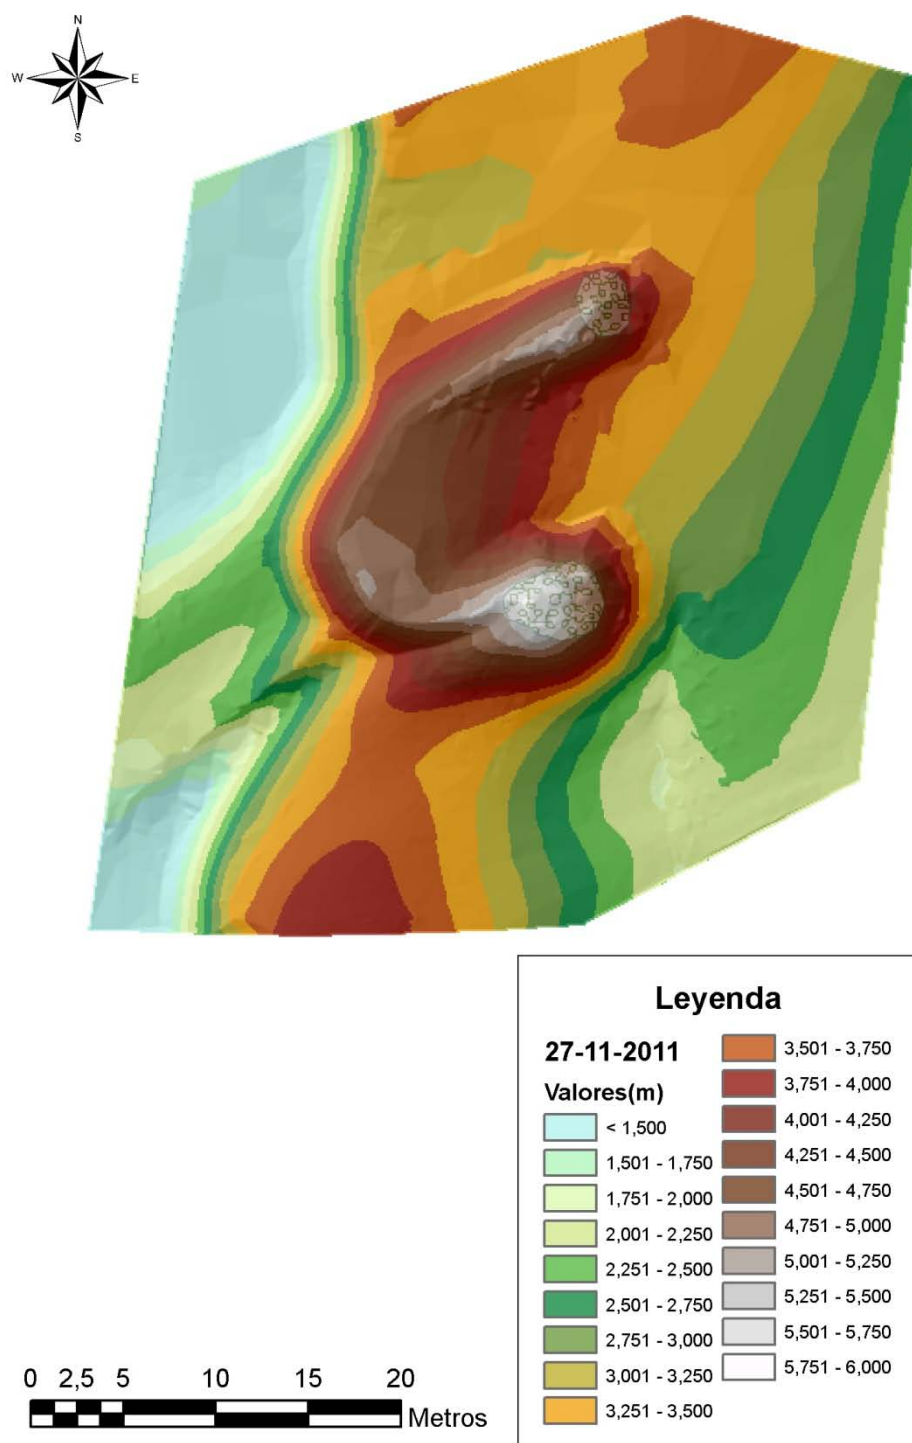 N
W E
S
Leyenda
27-11-2011
Valores(m)
< 1,500
1,501 - 1,750
1,751 - 2,000
2,001 - 2,250
2,251 - 2,500
2,501 - 2,750
2,751 - 3,000
3,001 - 3,250
3,251 - 3,500
3,501 - 3,750
3,751 - 4,000
4,001 - 4,250
4,251 - 4,500
4,501 - 4,750
4,751 - 5,000
5,001 - 5,250
5,251 - 5,500
5,501 - 5,750
5,751 - 6,000
0 2,5 5 10 15 20
Metros